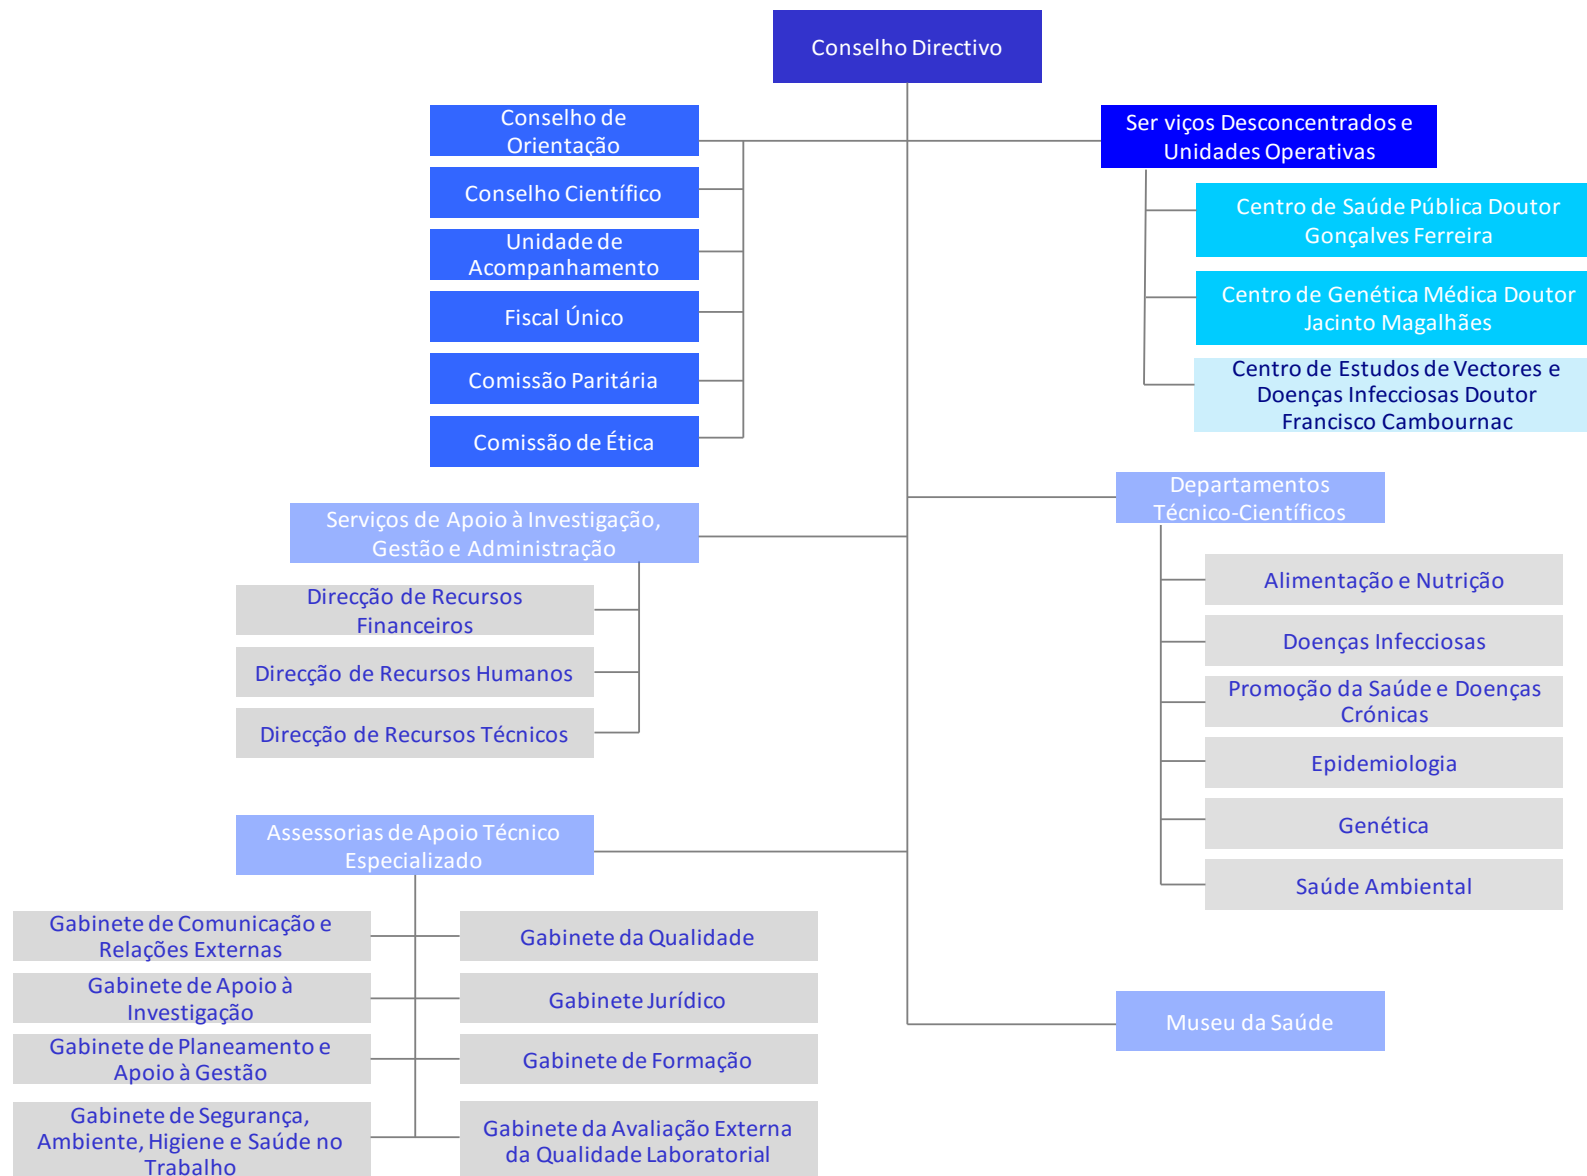 Conselho Directivo
Conselho de
Orientação
Conselho Científico
Unidade de
Acompanhamento
Fiscal Único
Comissão Paritária
Comissão de Ética
Ser viços Desconcentrados e
Unidades Operativas
Centro de Saúde Pública Doutor
Gonçalves Ferreira
Centro de Genética Médica Doutor
Jacinto Magalhães
Centro de Estudos de Vectores e
Doenças Infecciosas Doutor
Francisco Cambournac
Serviços de Apoio à Investigação,
Gestão e Administração
Direcção de Recursos
Financeiros
Direcção de Recursos Humanos
Direcção de Recursos Técnicos
Departamentos
Técnico-Científicos
Alimentação e Nutrição
Doenças Infecciosas
Promoção da Saúde e Doenças
Crónicas
Epidemiologia
Genética
Saúde Ambiental
Assessorias de Apoio Técnico
Especializado
Gabinete de Comunicação e
Relações Externas
Gabinete da Qualidade
Gabinete de Apoio à
Investigação
Gabinete Jurídico
Gabinete de Planeamento e
Apoio à Gestão
Gabinete de Formação
Gabinete de Segurança,
Ambiente, Higiene e Saúde no
Trabalho
Gabinete da Avaliação Externa
da Qualidade Laboratorial
Museu da Saúde